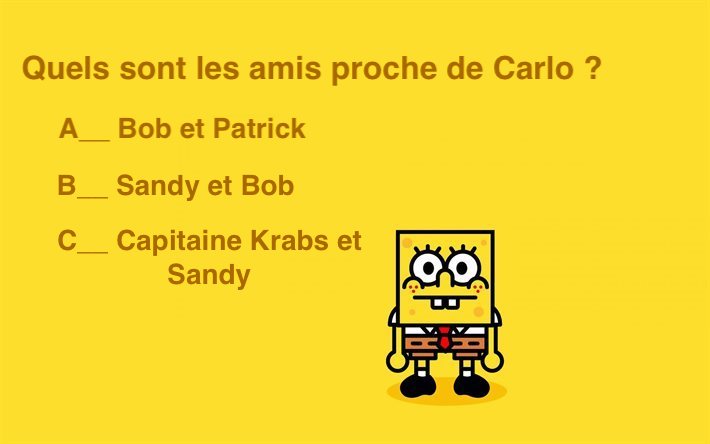 Quels sont les amis proche de Carlo ?
A__ Bob et Patrick
B__ Sandy et Bob
C__ Capitaine Krabs et
Sandy